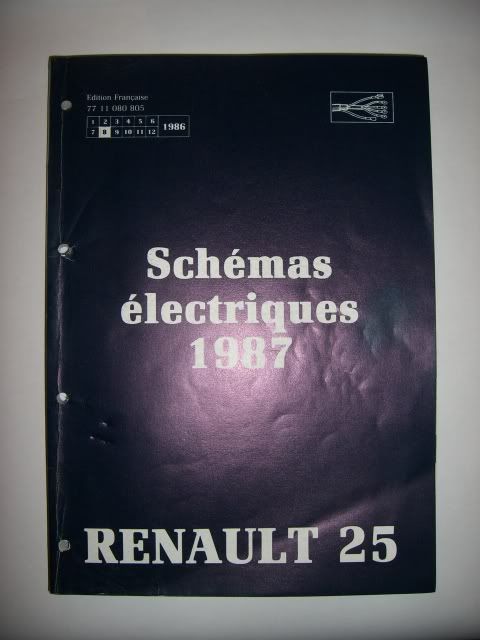 Edition Française
77 11 080 805
1 2 3 4 5 6
7 8 9 10 11 12
1986
Schémas
électriques
1987
RENAULT 25